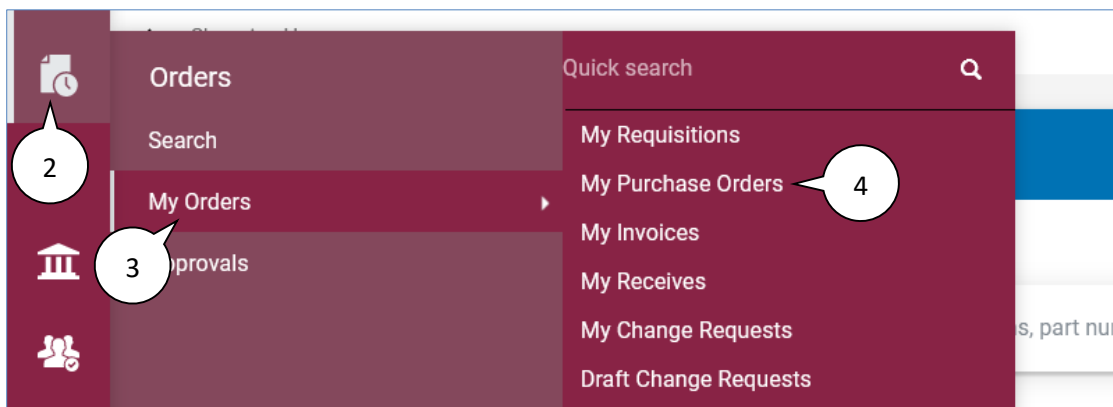 Orders
Search
My Orders
pprovals
Quick search
My Requisitions
My Purchase Orders
My Invoices
My Receives
My Change Requests
Draft Change Requests
2
3
4
s, part nu